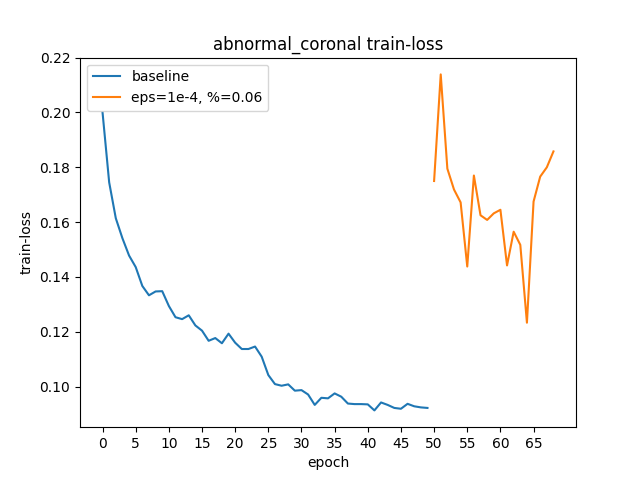 abnormal_coronal train-loss
baseline
eps=1e-4, %=0.06
train-loss
0.22
0.20
0.18
0.16
0.14
0.12
0.10
0 5 10 15 20 25 30 35 40 45 50 55 60 65
epoch